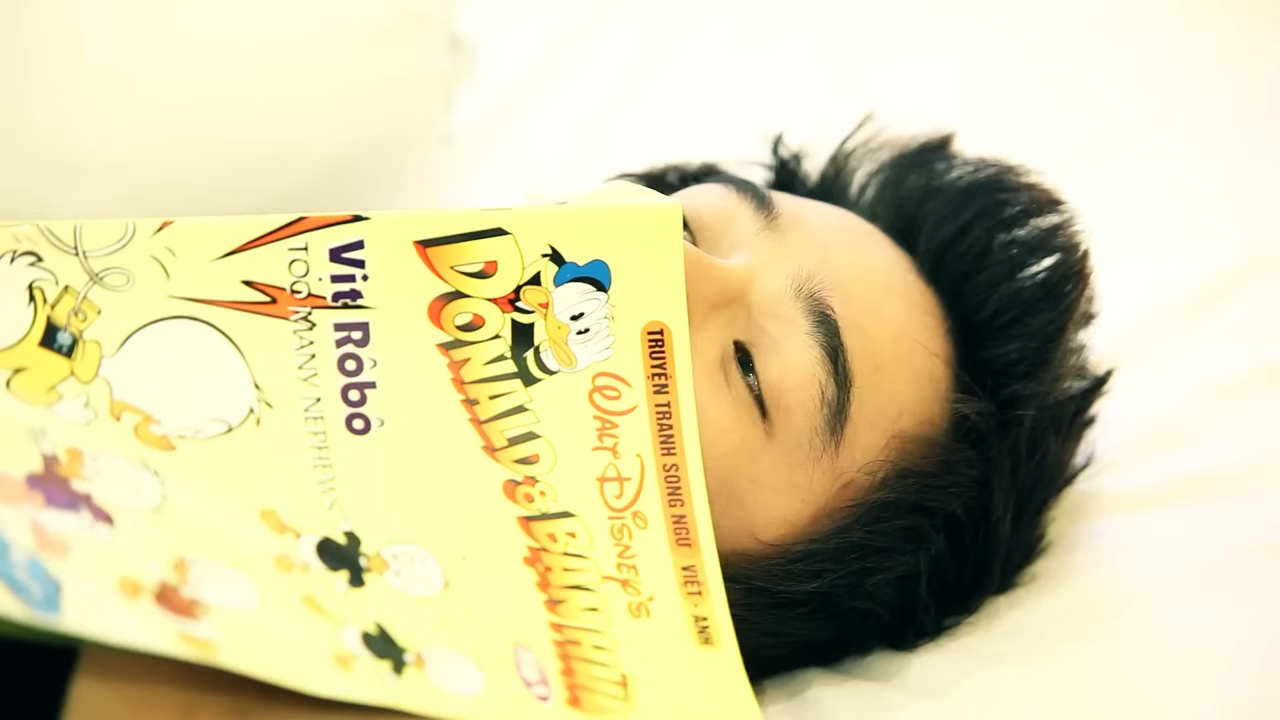 TRUYỆN TRANH SONG NGỮ VIỆT - ANH
WALT DISNEY'S
DONALD & BẠN HỮU
Vịt Rôbô
TOO MANY NEPHEWS